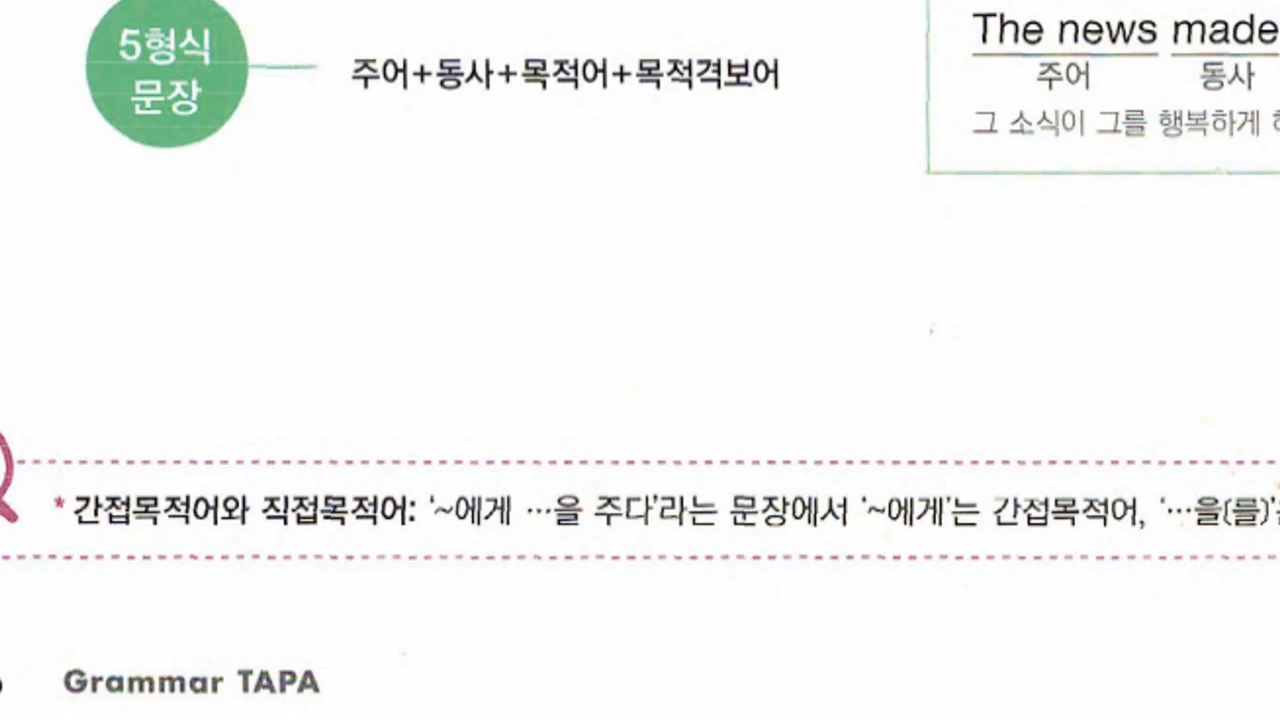 5형식
문장
주어+동사+목적어+목적격보어
The news made
주어 동사
그 소식이 그를 행복하게
* 간접목적어와 직접목적어: ‘~에게 …을 주다’라는 문장에서 ‘~에게’는 간접목적어, ‘…을(를)’
Grammar TAPA